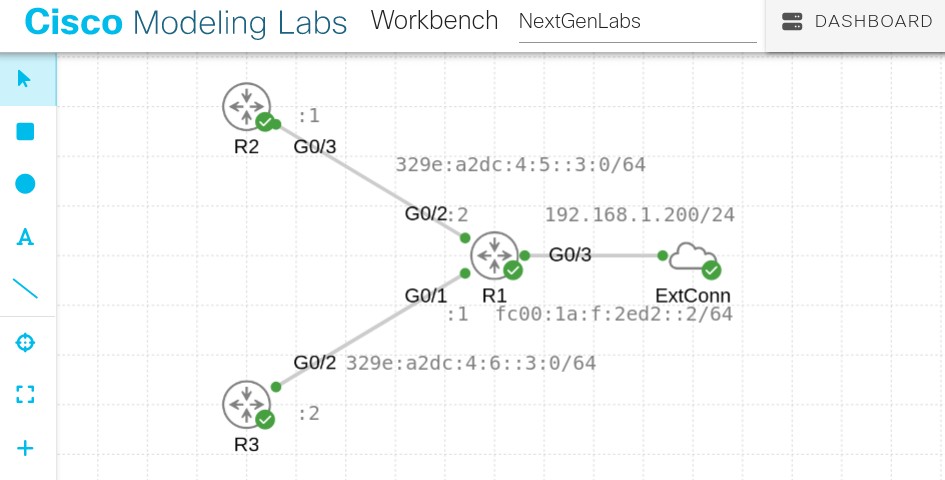 Cisco Modeling Labs Workbench NextGenLabs DASHBOARD
:1
R2 G0/3
329e:a2dc:4:5::3:0/64
G0/2 :2 192.168.1.200/24
A
G0/3
G0/1 R1 ExtConn
:1 fc00:1a:f:2ed2::2/64
G0/2 329e:a2dc:4:6::3:0/64
:2
R3